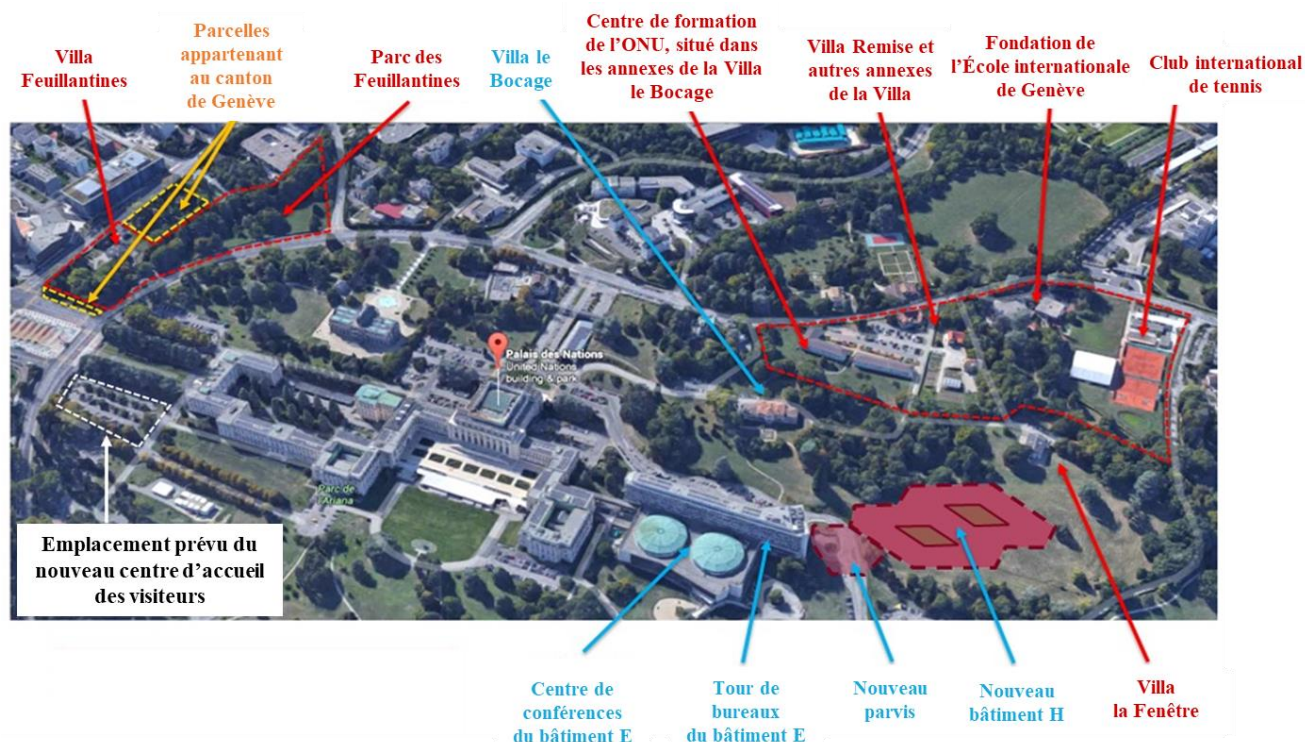 Villa
Feuillantines
Parcelles
appartenant
au canton
de Genève
Parc des
Feuillantines
Villa le
Bocage
Centre de formation
de l’ONU, situé dans
les annexes de la Villa
le Bocage
Villa Remise et
autres annexes
de la Villa
Fondation de
l’École internationale
de Genève
Club international
de tennis
Palais des Nations
United Nations
building & park
Parc de
l'Ariana
Emplacement prévu du
nouveau centre d’accueil
des visiteurs
Centre de
conférences
du bâtiment E
Tour de
bureaux
du bâtiment E
Nouveau
parvis
Nouveau
bâtiment H
Villa
la Fenêtre